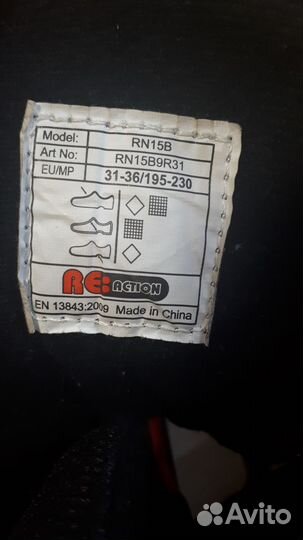 Model: RN15B
Art No: RN15B9R31
EU/MP 31-36/195-230
RE:ACTION
EN 13843:2009 Made in China
Avito